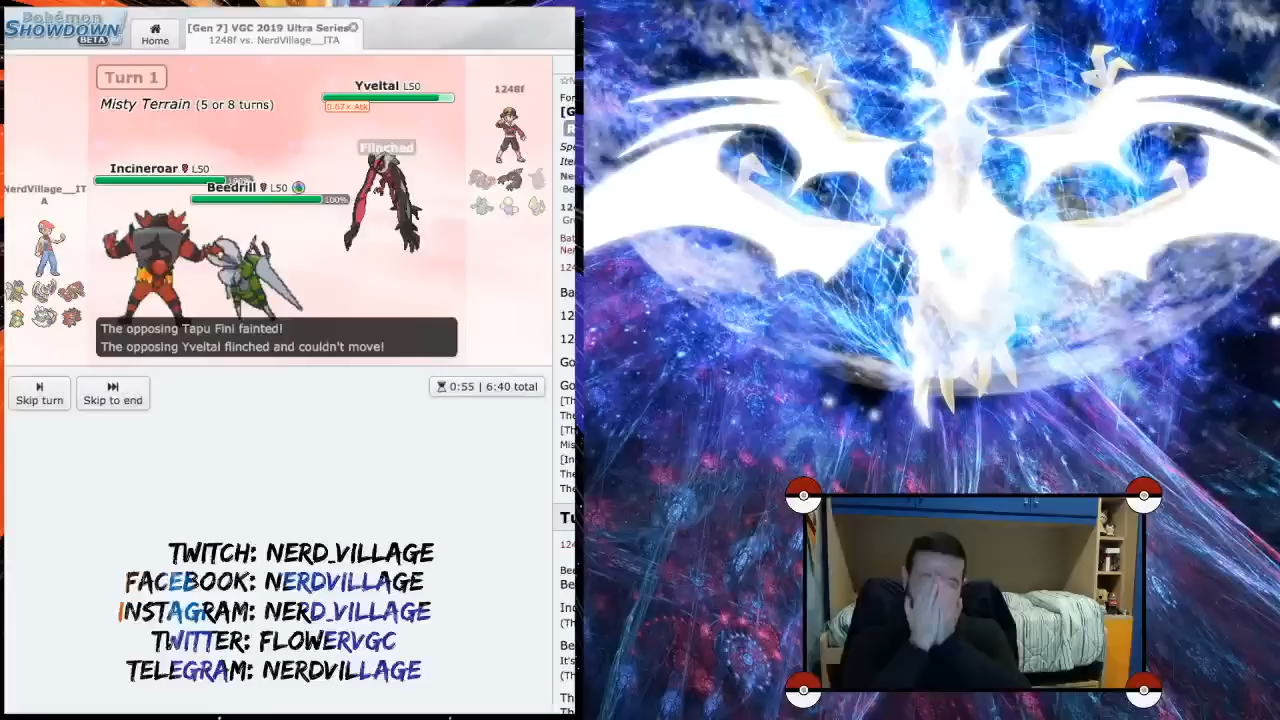 Pokémon
SHOWDOWN
BETA
Home
[Gen 7] VGC 2019 Ultra Series
1248f vs. NerdVillage__ITA
Turn 1
Misty Terrain (5 or 8 turns)
Yveltal L50
0.67× Atk
1248f
Flinched
Incineroar L50
Beedrill L50
100%
NerdVillage__IT
A
The opposing Tapu Fini fainted!
The opposing Yveltal flinched and couldn't move!
Skip turn
Skip to end
0:55 | 6:40 total
TWITCH: NERD_VILLAGE
FACEBOOK: NERDVILLAGE
INSTAGRAM: NERD_VILLAGE
TWITTER: FLOWERVGC
TELEGRAM: NERDVILLAGE